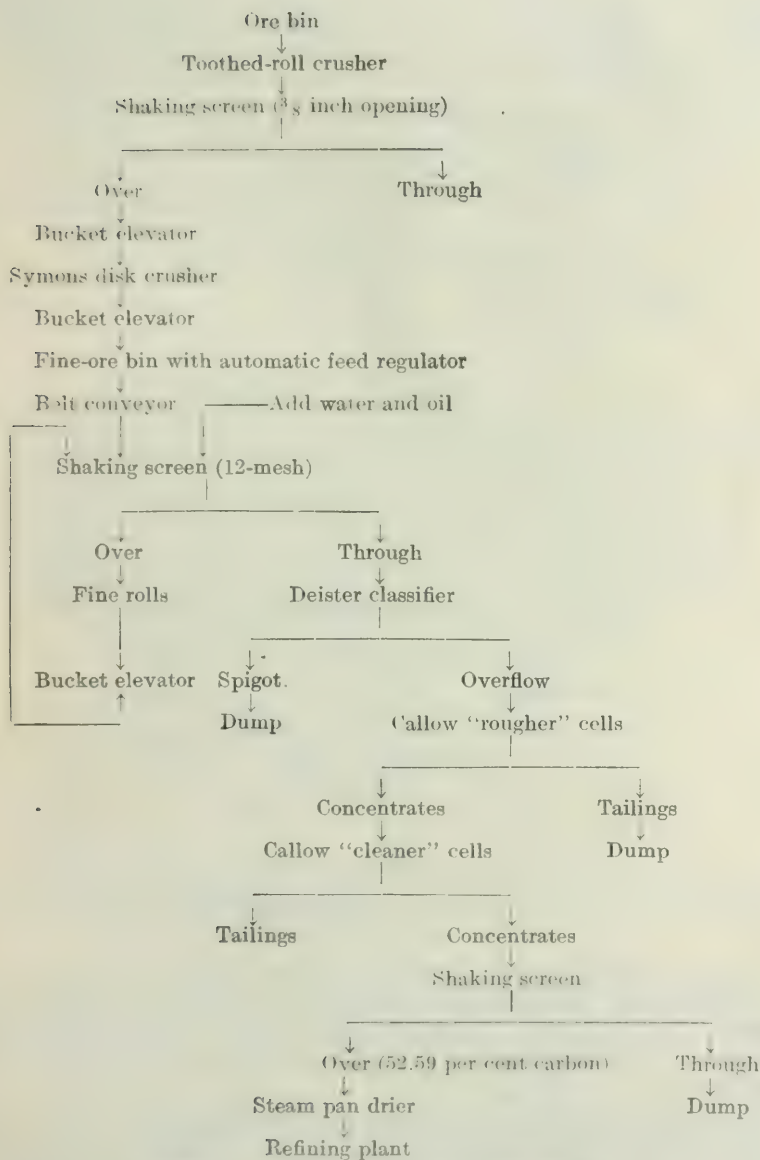 Ore bin
Toothed-roll crusher
Shaking screen (3/8 inch opening)
Over Through
Bucket elevator
Symons disk crusher
Bucket elevator
Fine-ore bin with automatic feed regulator
Belt conveyor Add water and oil
Shaking screen (12-mesh)
Over Through
Fine rolls Deister classifier
Bucket elevator Spigot. Overflow
Dump Callow "rougher" cells
Concentrates Tailings
Callow "cleaner" cells Dump
Tailings Concentrates
Shaking screen
Over (52.59 per cent carbon) Through
Steam pan drier Dump
Refining plant